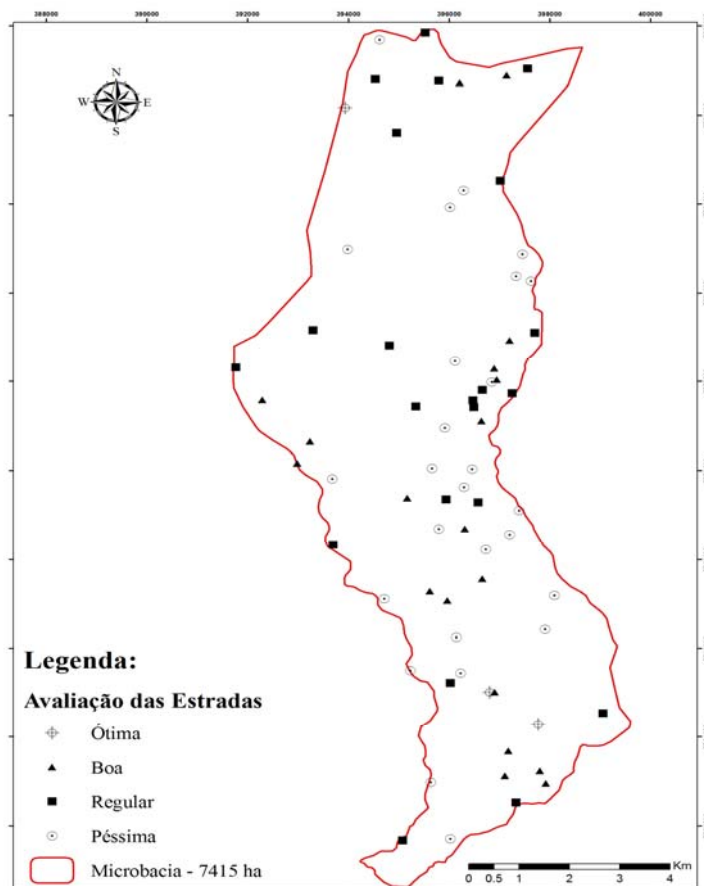 388000 390000 392000 394000 396000 398000 400000
N
W E
S
Legenda:
Avaliação das Estradas
Ótima
Boa
Regular
Péssima
Microbacia - 7415 ha
Km
0 0.5 1 2 3 4